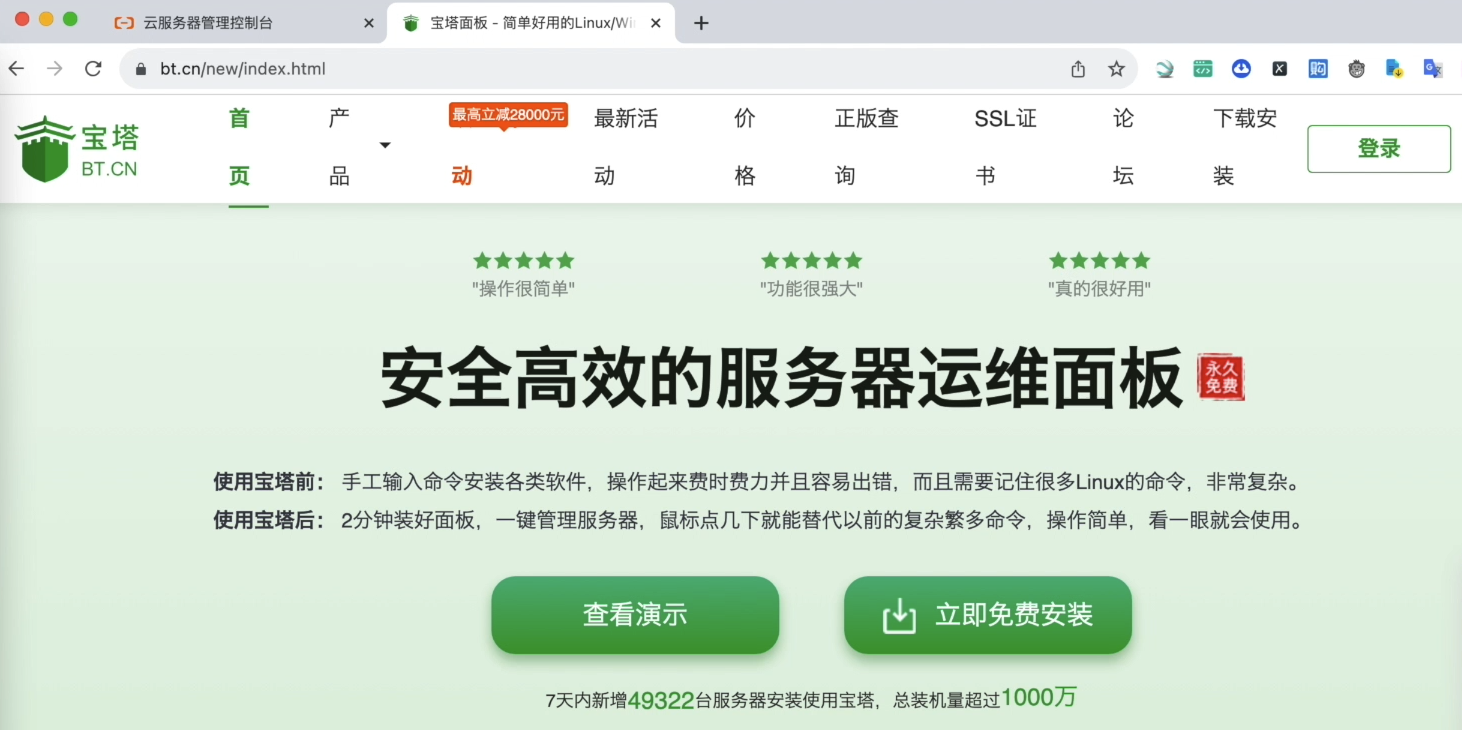 云服务器管理控制台
宝塔面板 - 简单好用的Linux/Wi
bt.cn/new/index.html
宝塔
BT.CN
首页
产品
最高立减28000元
动
最新活动
价格
正版查询
SSL证书
论坛
下载安装
登录
"操作很简单"
"功能很强大"
"真的很好用"
安全高效的服务器运维面板
永久
免费
使用宝塔前： 手工输入命令安装各类软件，操作起来费时费力并且容易出错，而且需要记住很多Linux的命令，非常复杂。
使用宝塔后： 2分钟装好面板，一键管理服务器，鼠标点几下就能替代以前的复杂繁多命令，操作简单，看一眼就会使用。
查看演示
立即免费安装
7天内新增49322台服务器安装使用宝塔，总装机量超过1000万